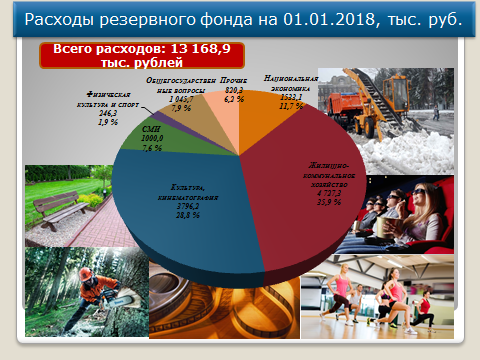 Расходы резервного фонда на 01.01.2018, тыс. руб.
Всего расходов: 13 168,9
тыс. рублей
Общегосударствен
ные вопросы
1 045,7
7,9 %
Прочие
820,3
6,2 %
Национальная
экономика
1533,1
11,7 %
Физическая
культура и спорт
246,3
1,9 %
СМИ
1000,0
7,6 %
Жилищно-
коммунальное
хозяйство
4 727,3
35,9 %
Культура,
кинематография
3796,2
28,8 %